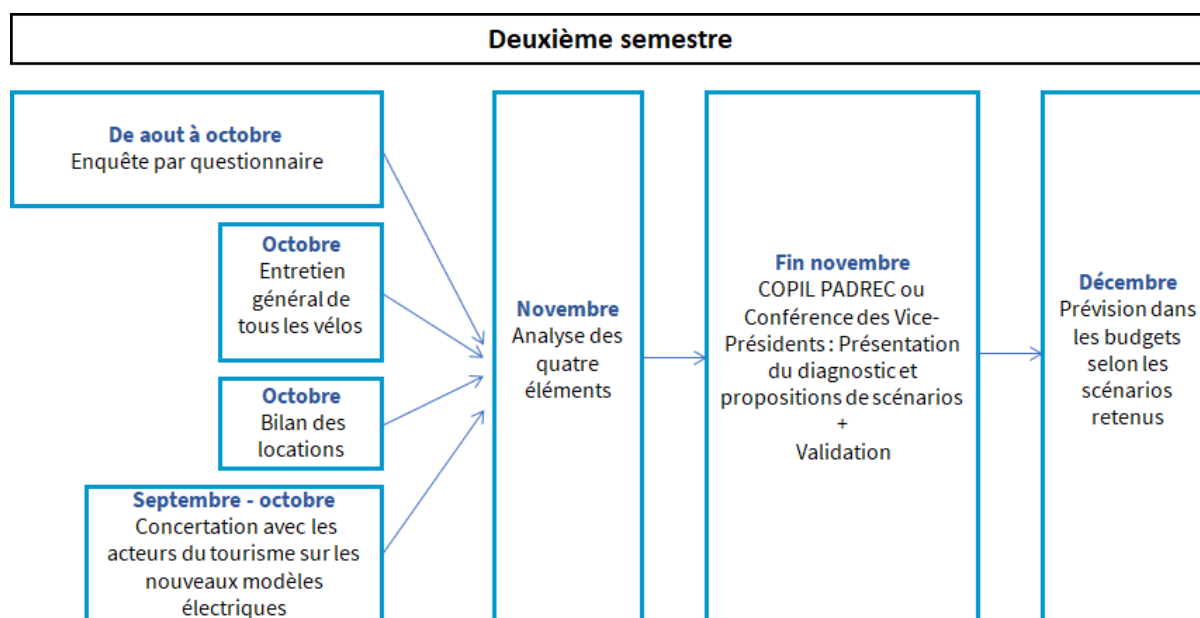 Deuxième semestre
De aout à octobre
Enquête par questionnaire
Octobre
Entretien
général de
tous les vélos
Octobre
Bilan des
locations
Septembre - octobre
Concertation avec les
acteurs du tourisme sur les
nouveaux modèles
électriques
Novembre
Analyse des
quatre
éléments
Fin novembre
COPIL PADREC ou
Conférence des Vice-
Présidents : Présentation
du diagnostic et
propositions de scénarios
+
Validation
Décembre
Prévision dans
les budgets
selon les
scénarios
retenus